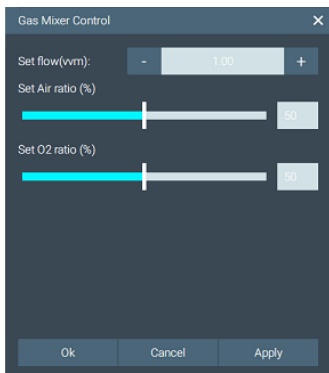 Gas Mixer Control ×
Set flow(vvm): - 1.00 +
Set Air ratio (%)
50
Set O2 ratio (%)
50
Ok Cancel Apply